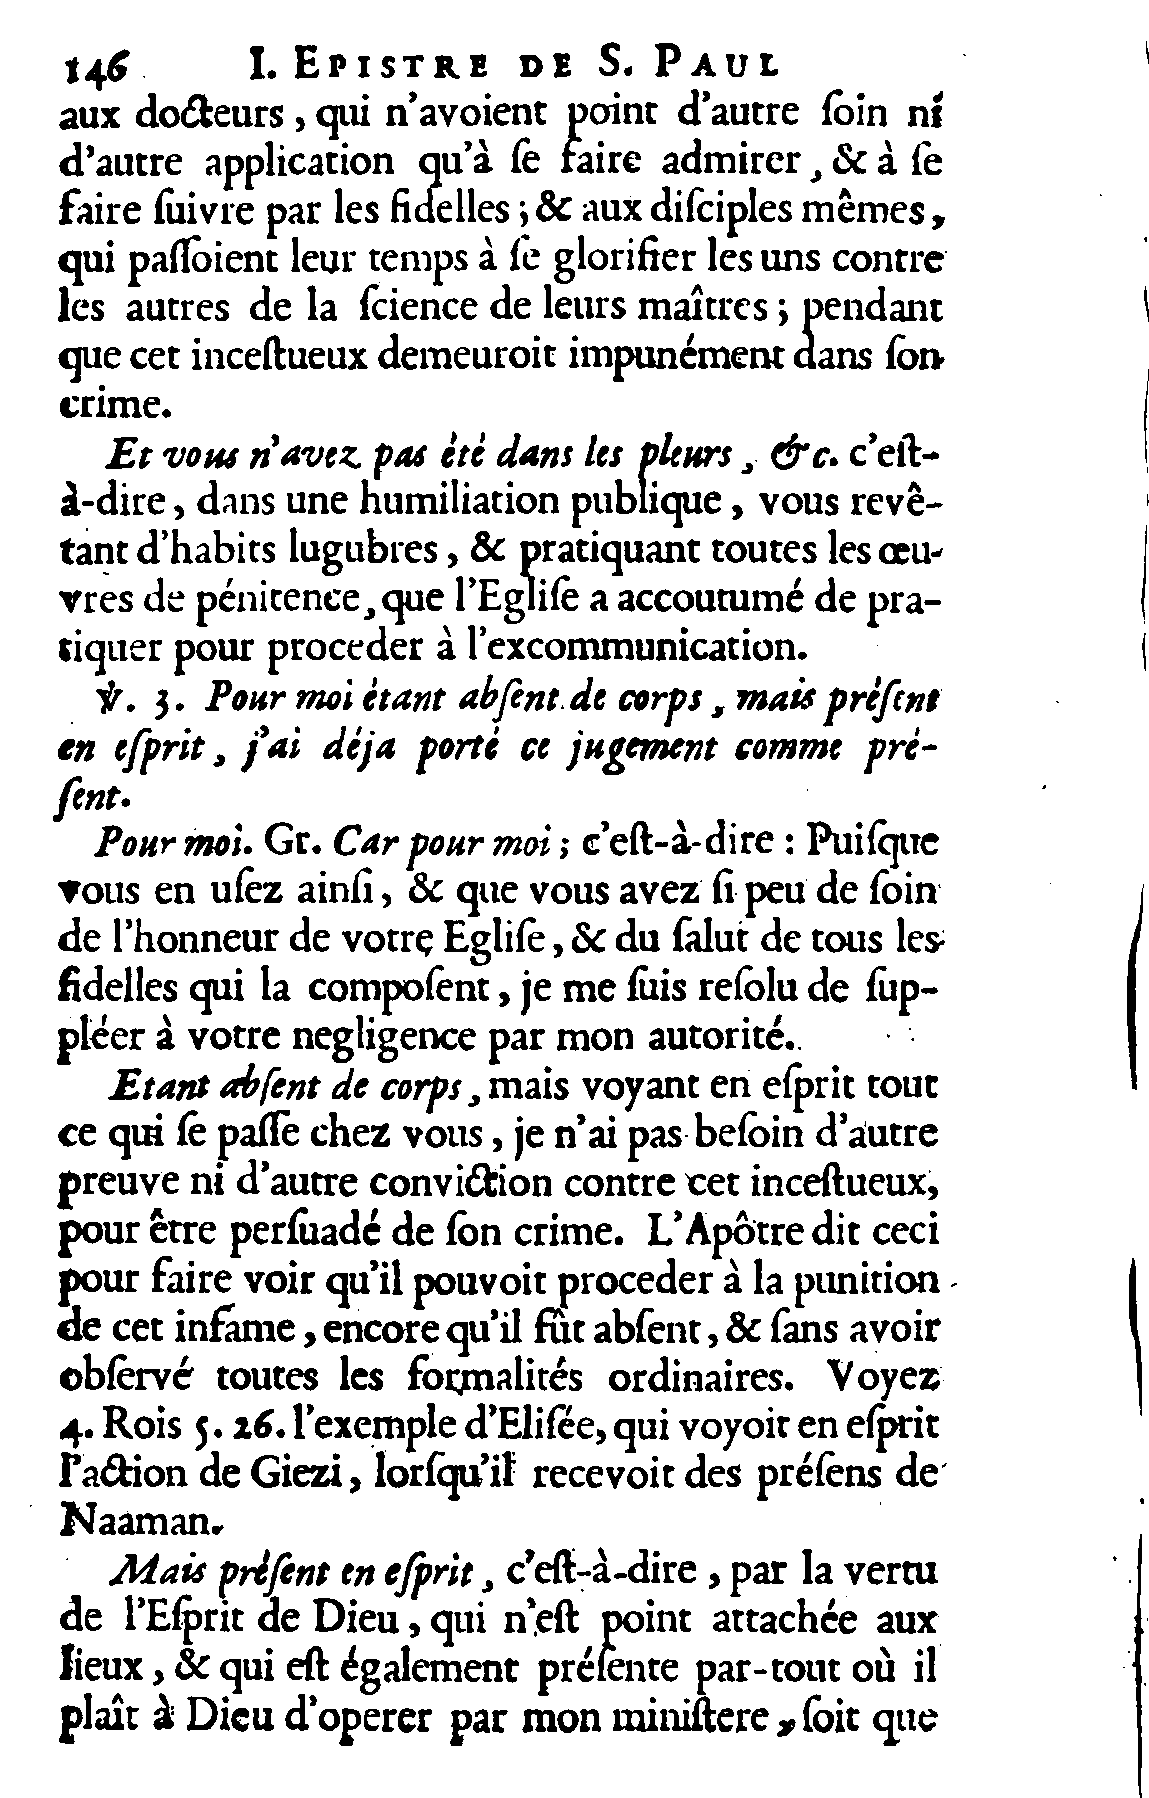 146 I. EPISTRE DE S. PAUL
aux docteurs, qui n'avoient point d'autre ſoin ni
d'autre application qu'à ſe faire admirer, & à ſe
faire ſuivre par les fidelles ; & aux diſciples mêmes,
qui paſſoient leur temps à ſe glorifier les uns contre
les autres de la ſcience de leurs maîtres ; pendant
que cet inceſtueux demeuroit impunément dans ſon
crime.
Et vous n'avez pas été dans les pleurs, &c. c'eſt-
à-dire, dans une humiliation publique, vous revê-
tant d'habits lugubres, & pratiquant toutes les œu-
vres de pénitence, que l'Egliſe a accoutumé de pra-
tiquer pour proceder à l'excommunication.
℣. 3. Pour moi étant abſent de corps, mais préſent
en eſprit, j'ai déja porté ce jugement comme pré-
ſent.
Pour moi. Gr. Car pour moi ; c'eſt-à-dire : Puiſque
vous en uſez ainſi, & que vous avez ſi peu de ſoin
de l'honneur de votre Egliſe, & du ſalut de tous les
fidelles qui la compoſent, je me ſuis reſolu de ſup-
pléer à votre negligence par mon autorité.
Etant abſent de corps, mais voyant en eſprit tout
ce qui ſe paſſe chez vous, je n'ai pas beſoin d'autre
preuve ni d'autre conviction contre cet inceſtueux,
pour être perſuadé de ſon crime. L'Apôtre dit ceci
pour faire voir qu'il pouvoit proceder à la punition
de cet infame, encore qu'il fût abſent, & ſans avoir
obſervé toutes les formalités ordinaires. Voyez
4. Rois 5. 26. l'exemple d'Eliſée, qui voyoit en eſprit
l'action de Giezi, lorſqu'il recevoit des préſens de
Naaman.
Mais préſent en eſprit, c'eſt-à-dire, par la vertu
de l'Eſprit de Dieu, qui n'eſt point attachée aux
lieux, & qui eſt également préſente par-tout où il
plaît à Dieu d'operer par mon miniſtere, ſoit que